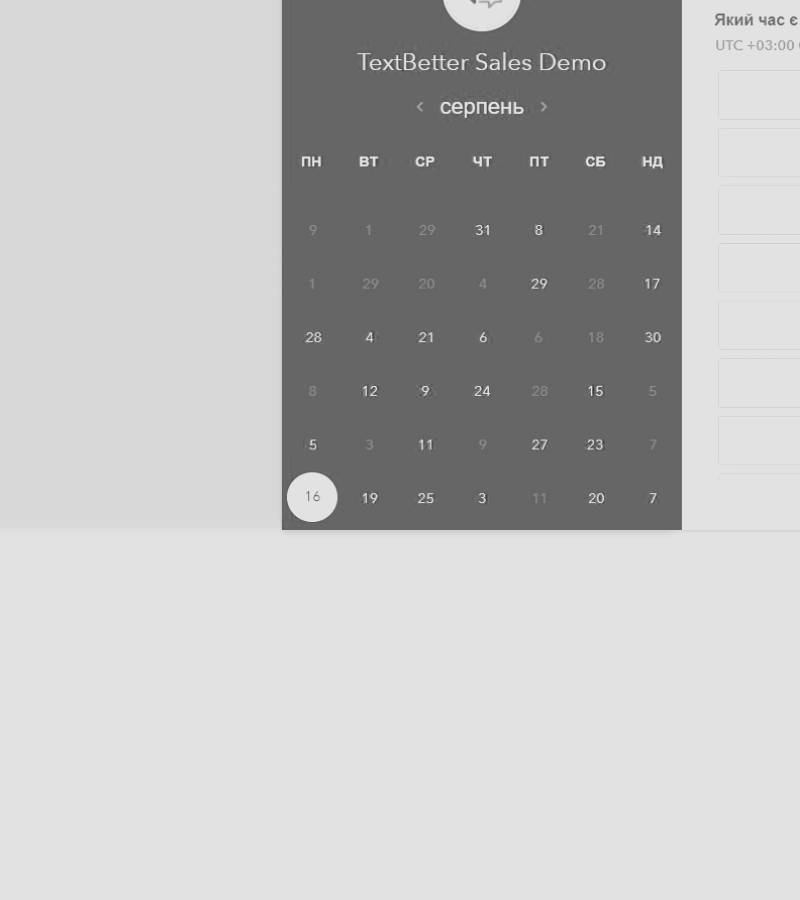 Який час є
UTC +03:00
TextBetter Sales Demo
серпень
ПН ВТ СР ЧТ ПТ СБ НД
9 1 29 31 8 21 14
1 29 20 4 29 28 17
28 4 21 6 6 18 30
8 12 9 24 28 15 5
5 3 11 9 27 23 7
16 19 25 3 11 20 7